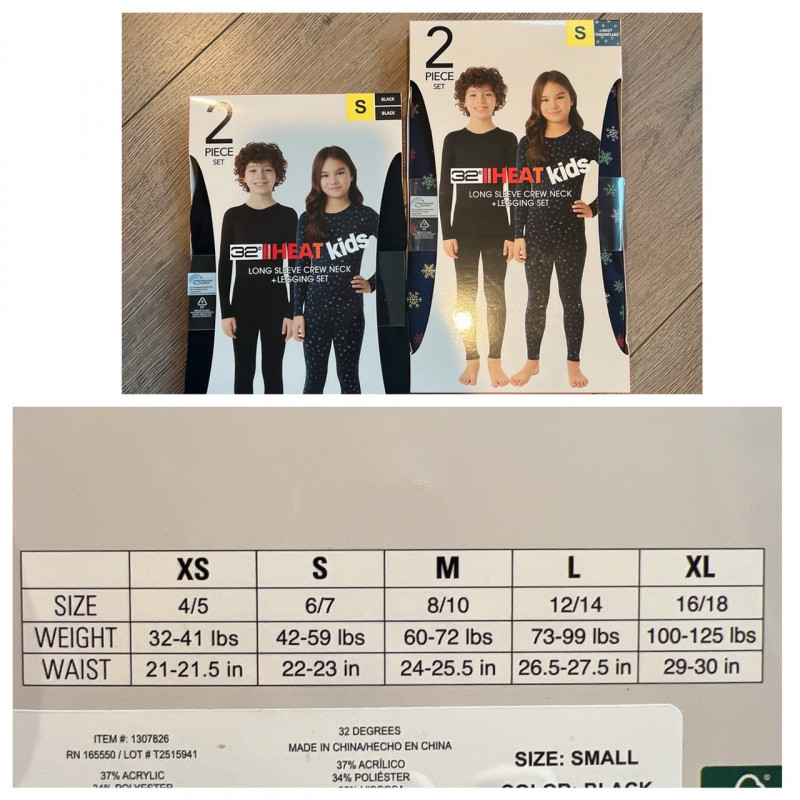 2
PIECE
SET
S
BLACK
BLACK
32° HEAT kids
LONG SLEEVE CREW NECK
+LEGGING SET
2
PIECE
SET
S
32° HEAT kids
LONG SLEEVE CREW NECK
+LEGGING SET
XS S M L XL
SIZE 4/5 6/7 8/10 12/14 16/18
WEIGHT 32-41 lbs 42-59 lbs 60-72 lbs 73-99 lbs 100-125 lbs
WAIST 21-21.5 in 22-23 in 24-25.5 in 26.5-27.5 in 29-30 in
ITEM #: 1307826
RN 165550 / LOT # T2515941
37% ACRYLIC
34% POLYESTER
32 DEGREES
MADE IN CHINA/HECHO EN CHINA
37% ACRÍLICO
34% POLIÉSTER
SIZE: SMALL
COLOR: BLACK